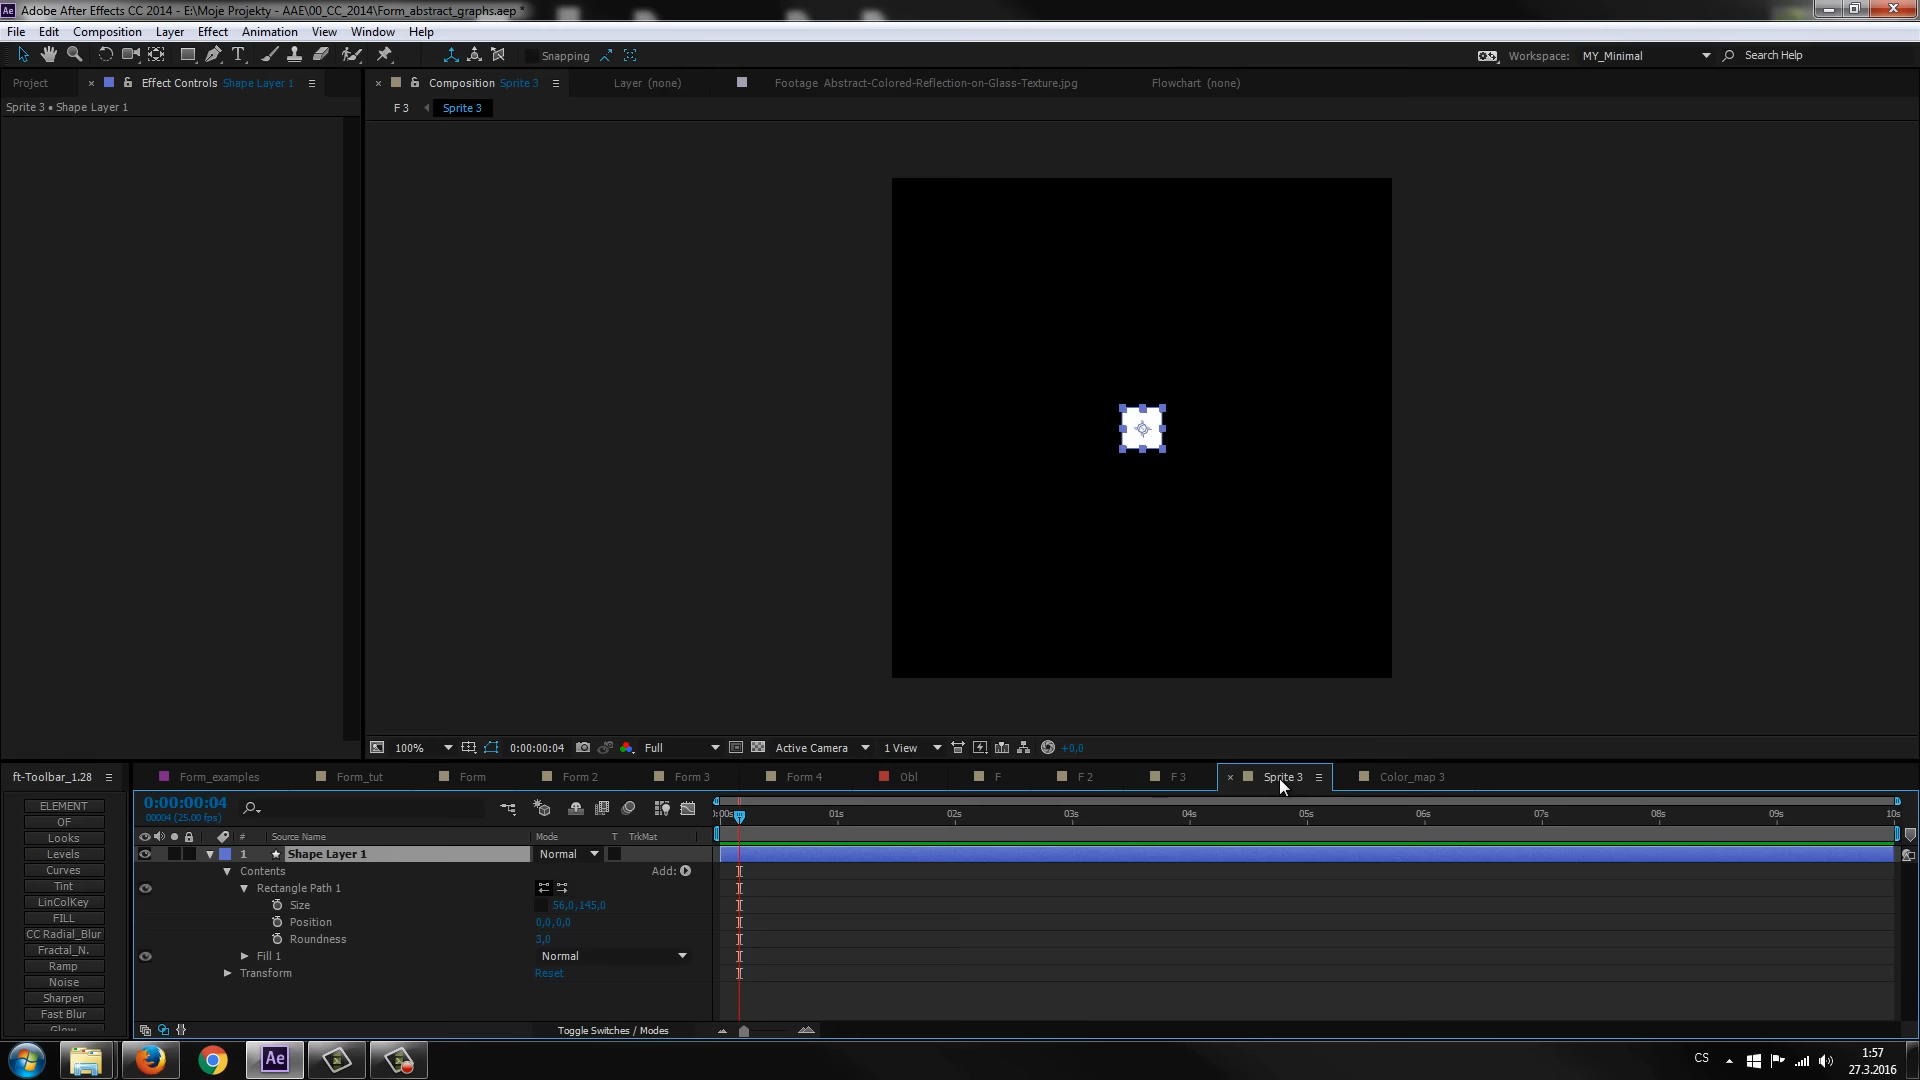 Ae Adobe After Effects CC 2014 - E:\Moje Projekty - AAE\00_CC_2014\Form_abstract_graphs.aep *
File Edit Composition Layer Effect Animation View Window Help
T Snapping Workspace: MY_Minimal Search Help
Project × Effect Controls Shape Layer 1 × Composition Sprite 3 Layer (none) Footage Abstract-Colored-Reflection-on-Glass-Texture.jpg Flowchart (none)
Sprite 3 • Shape Layer 1 F 3 Sprite 3
100% 0:00:00:04 Full Active Camera 1 View +0,0
ft-Toolbar_1.28 Form_examples Form_tut Form Form 2 Form 3 Form 4 Obl F F 2 F 3 × Sprite 3 Color_map 3
ELEMENT
OF
Looks
Levels
Curves
Tint
LinColKey
FILL
CC Radial_Blur
Fractal_N.
Ramp
Noise
Sharpen
Fast Blur
Glow
0:00:00:04
00004 (25.00 fps)
:00s 01s 02s 03s 04s 05s 06s 07s 08s 09s 10s
# Source Name Mode T TrkMat
1 Shape Layer 1 Normal
Contents Add:
Rectangle Path 1
Size 56,0,145,0
Position 0,0,0,0
Roundness 3,0
Fill 1 Normal
Transform Reset
Toggle Switches / Modes
Ae CS 1:57
27.3.2016